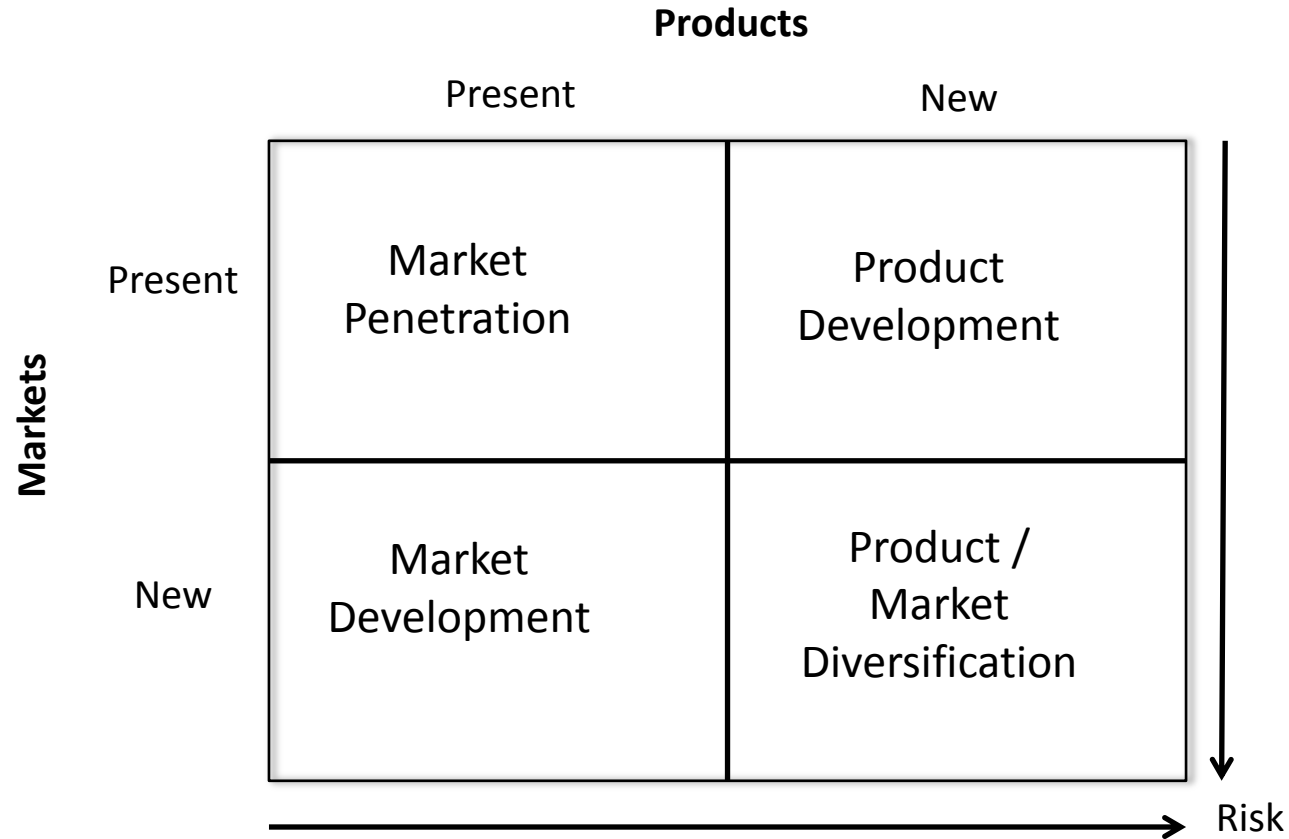 Products
Present
New
Market
Penetration
Product
Development
Present
Markets
Market
Development
Product /
Market
Diversification
New
Risk